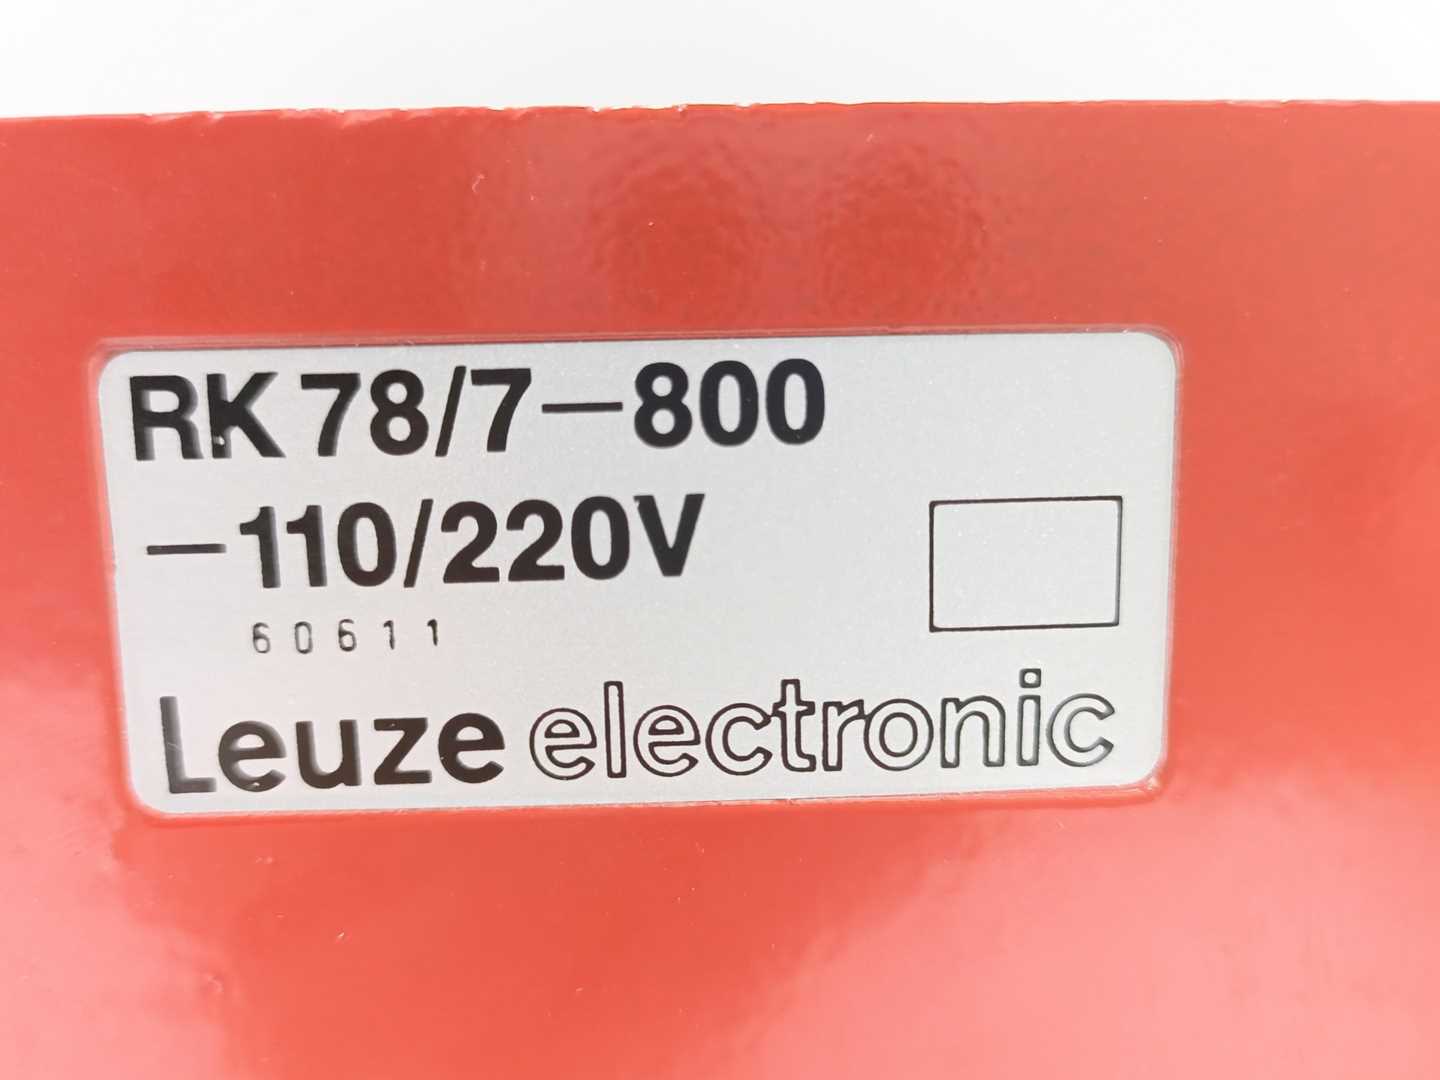 RK 78/7-800
-110/220V
60611
Leuze electronic